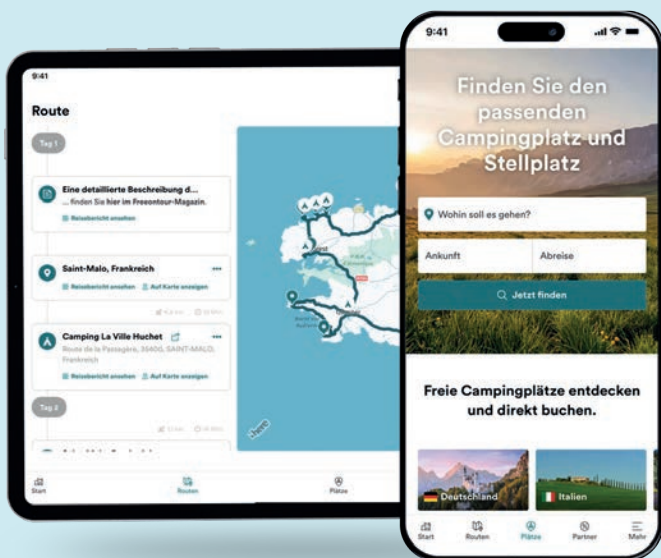 9:41
Route
Tag 1
Eine detaillierte Beschreibung d...
... finden Sie hier im Freeontour-Magazin.
Reisebericht ansehen
Saint-Malo, Frankreich
Reisebericht ansehen
Auf Karte anzeigen
Camping La Ville Huchet
Route de la Passagère, 35400, SAINT-MALO,
Frankreich
Reisebericht ansehen
Auf Karte anzeigen
Tag 2
here
Start
Routen
Plätze
9:41
Finden Sie den
passenden
Campingplatz und
Stellplatz
Wohin soll es gehen?
Ankunft
Abreise
Jetzt finden
Freie Campingplätze entdecken
und direkt buchen.
Deutschland
Italien
Start
Routen
Plätze
Partner
Mehr